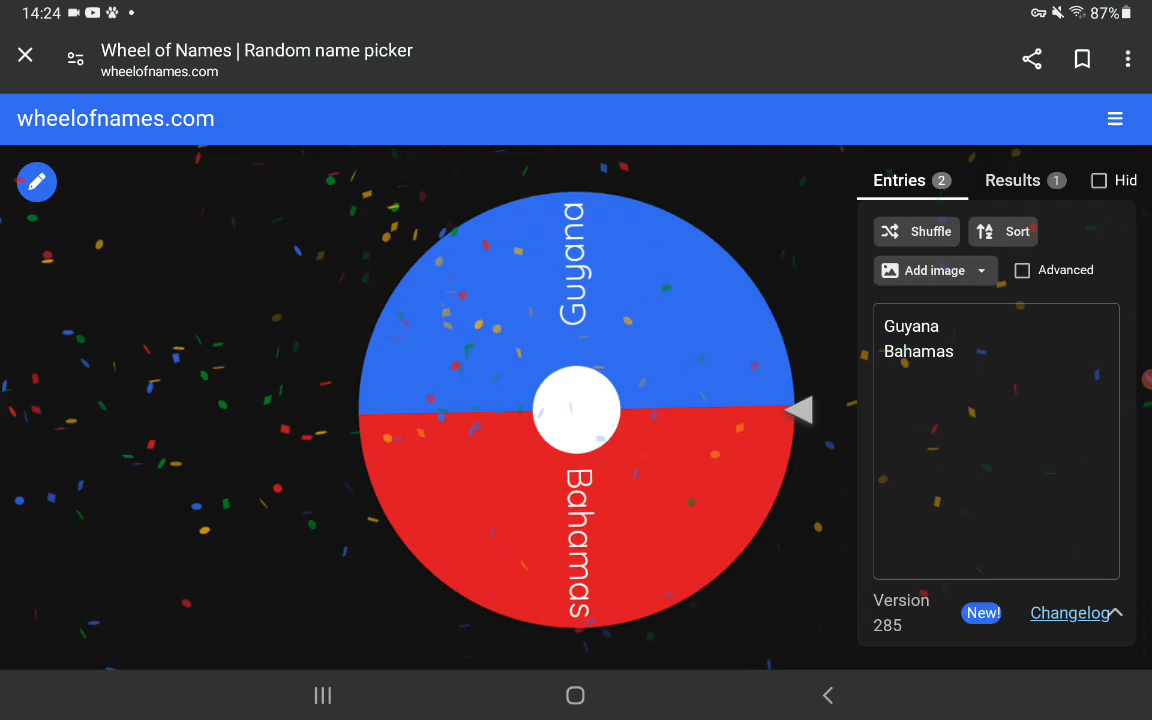 14:24
87%
Wheel of Names | Random name picker
wheelofnames.com
wheelofnames.com
Entries 2 Results 1 Hid
Shuffle Sort
Add image Advanced
Guyana
Bahamas
Guyana
Bahamas
Version 285 New! Changelog